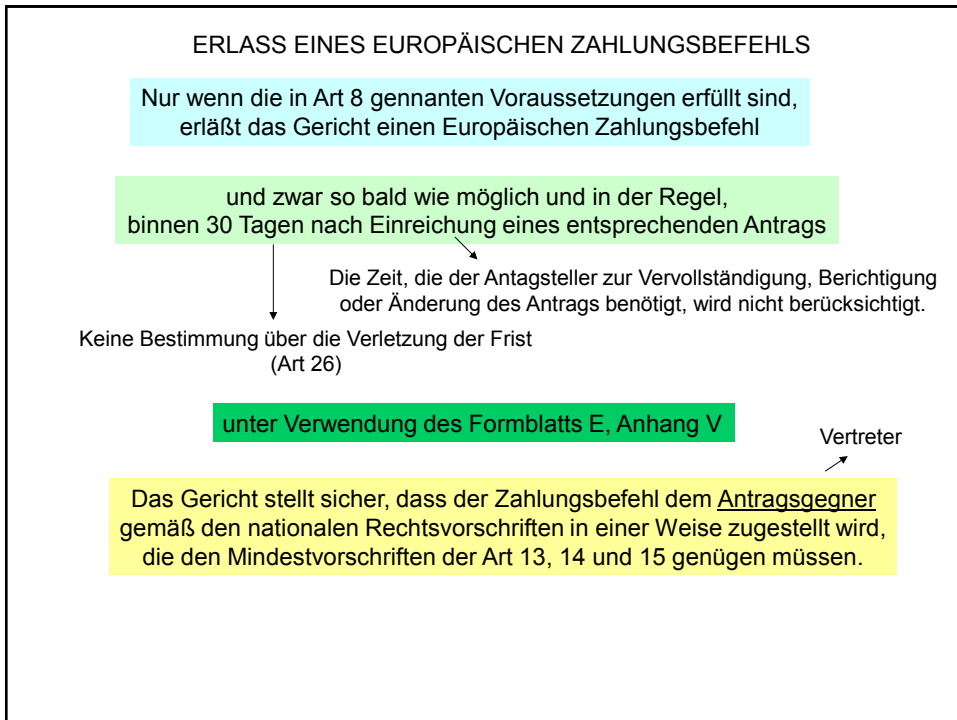 ERLASS EINES EUROPÄISCHEN ZAHLUNGSBEFEHLS
Nur wenn die in Art 8 gennanten Voraussetzungen erfüllt sind,
erläßt das Gericht einen Europäischen Zahlungsbefehl
und zwar so bald wie möglich und in der Regel,
binnen 30 Tagen nach Einreichung eines entsprechenden Antrags
Die Zeit, die der Antagsteller zur Vervollständigung, Berichtigung
oder Änderung des Antrags benötigt, wird nicht berücksichtigt.
Keine Bestimmung über die Verletzung der Frist
(Art 26)
unter Verwendung des Formblatts E, Anhang V
Vertreter
Das Gericht stellt sicher, dass der Zahlungsbefehl dem Antragsgegner
gemäß den nationalen Rechtsvorschriften in einer Weise zugestellt wird,
die den Mindestvorschriften der Art 13, 14 und 15 genügen müssen.